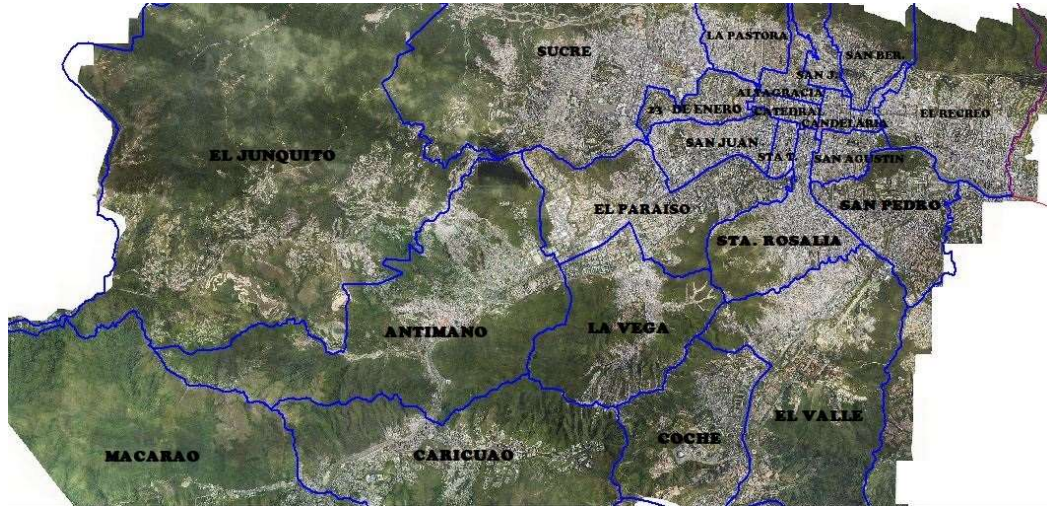 LA PASTORA
SUCRE
SAN BER.
SAN J.
ALTAGRACIA
23 DE ENERO
CATEDRAL
EL RECREO
CANDELARIA
SAN JUAN
EL JUNQUITO
STA T.
SAN AGUSTIN
EL PARAISO
SAN PEDRO
STA. ROSALIA
ANTIMANO
LA VEGA
EL VALLE
COCHE
MACARAO
CARICUAO